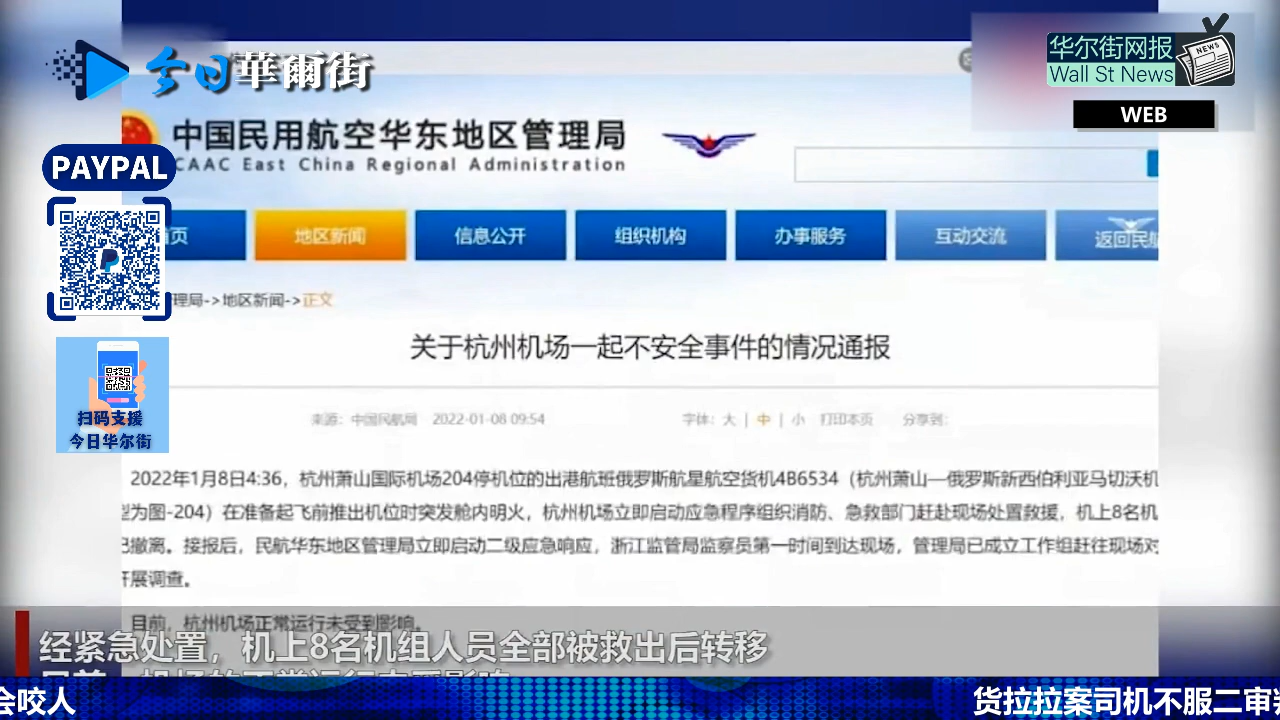 今日華爾街
华尔街网报
Wall St News
NEWS
WEB
中国民用航空华东地区管理局
CAAC East China Regional Administration
PAYPAL
页
地区新闻
信息公开
组织机构
办事服务
互动交流
返回民航
理局->地区新闻->正文
关于杭州机场一起不安全事件的情况通报
来源：中国民航局 2022-01-08 09:54
字体：大 | 中 | 小 打印本页 分享到：
扫码支援
今日华尔街
2022年1月8日4:36，杭州萧山国际机场204停机位的出港航班俄罗斯航星航空货机4B6534（杭州萧山—俄罗斯新西伯利亚马切沃机
型为图-204）在准备起飞前推出机位时突发舱内明火，杭州机场立即启动应急程序组织消防、急救部门赶赴现场处置救援，机上8名机
已撤离。接报后，民航华东地区管理局立即启动二级应急响应，浙江监管局监察员第一时间到达现场，管理局已成立工作组赶往现场对
开展调查。
目前，杭州机场正常运行未受到影响。
经紧急处置，机上8名机组人员全部被救出后转移
会咬人
货拉拉案司机不服二审判